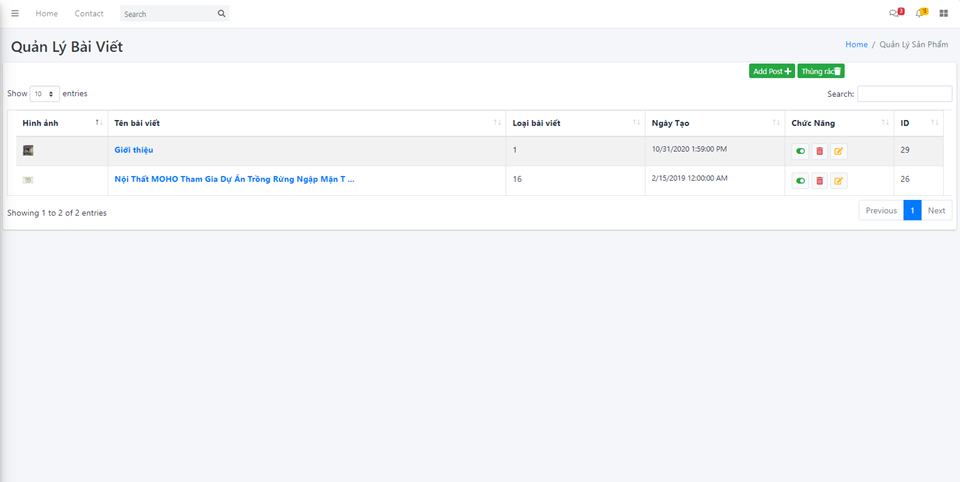 Home Contact Search 3 15
Quản Lý Bài Viết
Home / Quản Lý Sản Phẩm
Add Post Thùng rác
Show 10 entries Search:
Hình ảnh Tên bài viết Loại bài viết Ngày Tạo Chức Năng ID
Giới thiệu 1 10/31/2020 1:59:00 PM 29
Nội Thất MOHO Tham Gia Dự Án Trồng Rừng Ngập Mặn T ... 16 2/15/2019 12:00:00 AM 26
Showing 1 to 2 of 2 entries Previous 1 Next